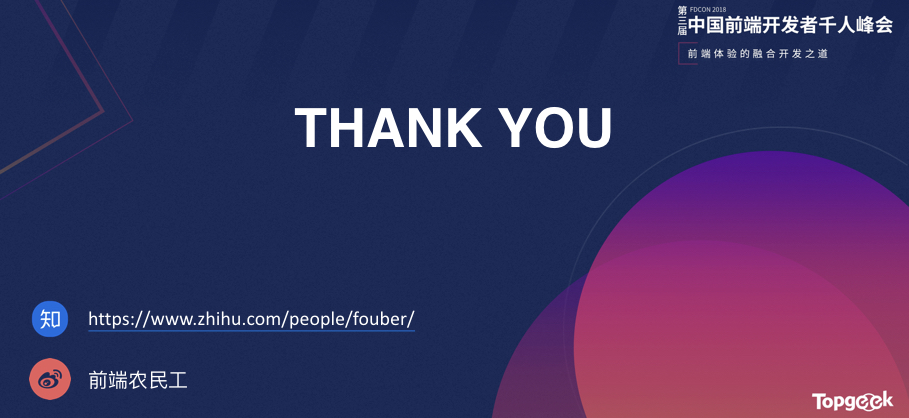 第三届
FDCON 2018
中国前端开发者千人峰会
前端体验的融合开发之道
THANK YOU
知
https://www.zhihu.com/people/fouber/
前端农民工
Topgeek